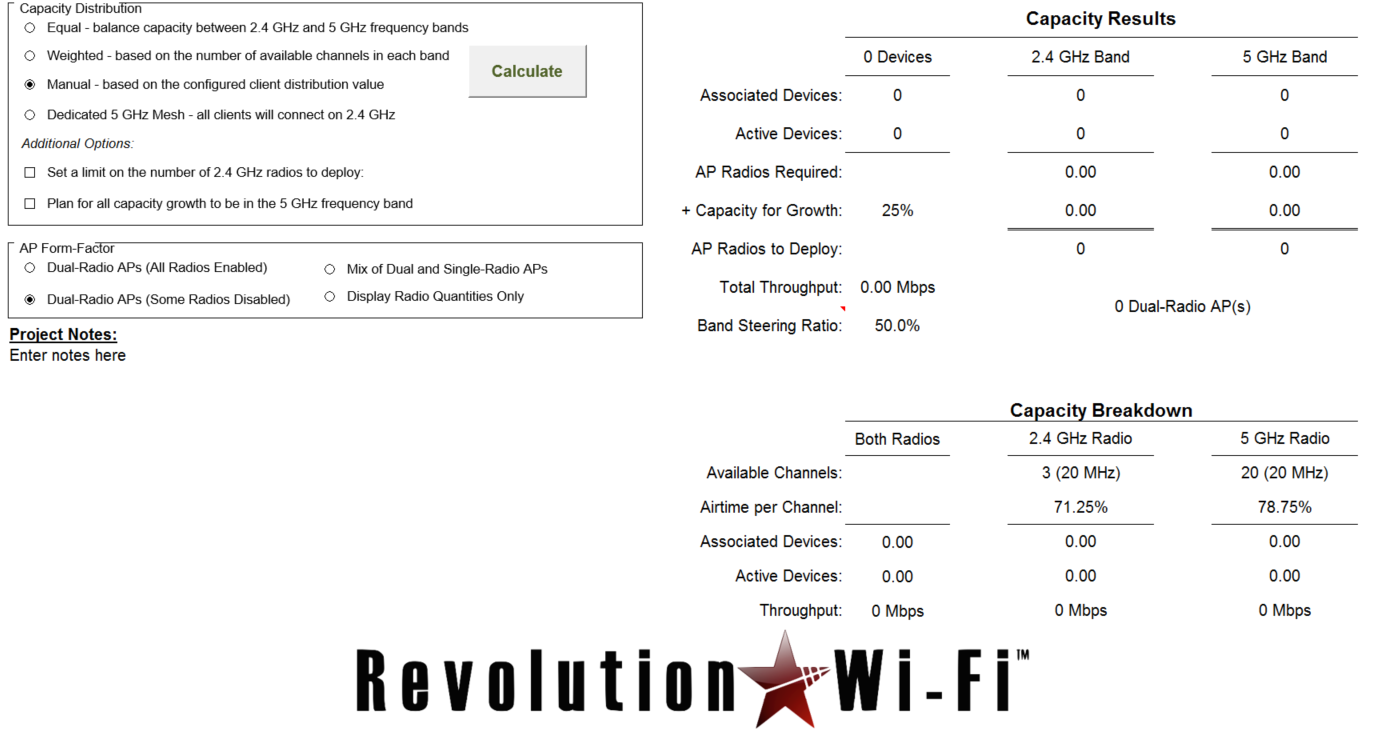 Capacity Distribution
Equal - balance capacity between 2.4 GHz and 5 GHz frequency bands
Weighted - based on the number of available channels in each band
Manual - based on the configured client distribution value
Dedicated 5 GHz Mesh - all clients will connect on 2.4 GHz
Calculate
Additional Options:
Set a limit on the number of 2.4 GHz radios to deploy:
Plan for all capacity growth to be in the 5 GHz frequency band
AP Form-Factor
Dual-Radio APs (All Radios Enabled) Mix of Dual and Single-Radio APs
Dual-Radio APs (Some Radios Disabled) Display Radio Quantities Only
Project Notes:
Enter notes here
Capacity Results
0 Devices 2.4 GHz Band 5 GHz Band
Associated Devices: 0 0 0
Active Devices: 0 0 0
AP Radios Required: 0.00 0.00
+ Capacity for Growth: 25% 0.00 0.00
AP Radios to Deploy: 0 0
Total Throughput: 0.00 Mbps
0 Dual-Radio AP(s)
Band Steering Ratio: 50.0%
Capacity Breakdown
Both Radios 2.4 GHz Radio 5 GHz Radio
Available Channels: 3 (20 MHz) 20 (20 MHz)
Airtime per Channel: 71.25% 78.75%
Associated Devices: 0.00 0.00 0.00
Active Devices: 0.00 0.00 0.00
Throughput: 0 Mbps 0 Mbps 0 Mbps
Revolution Wi-Fi™